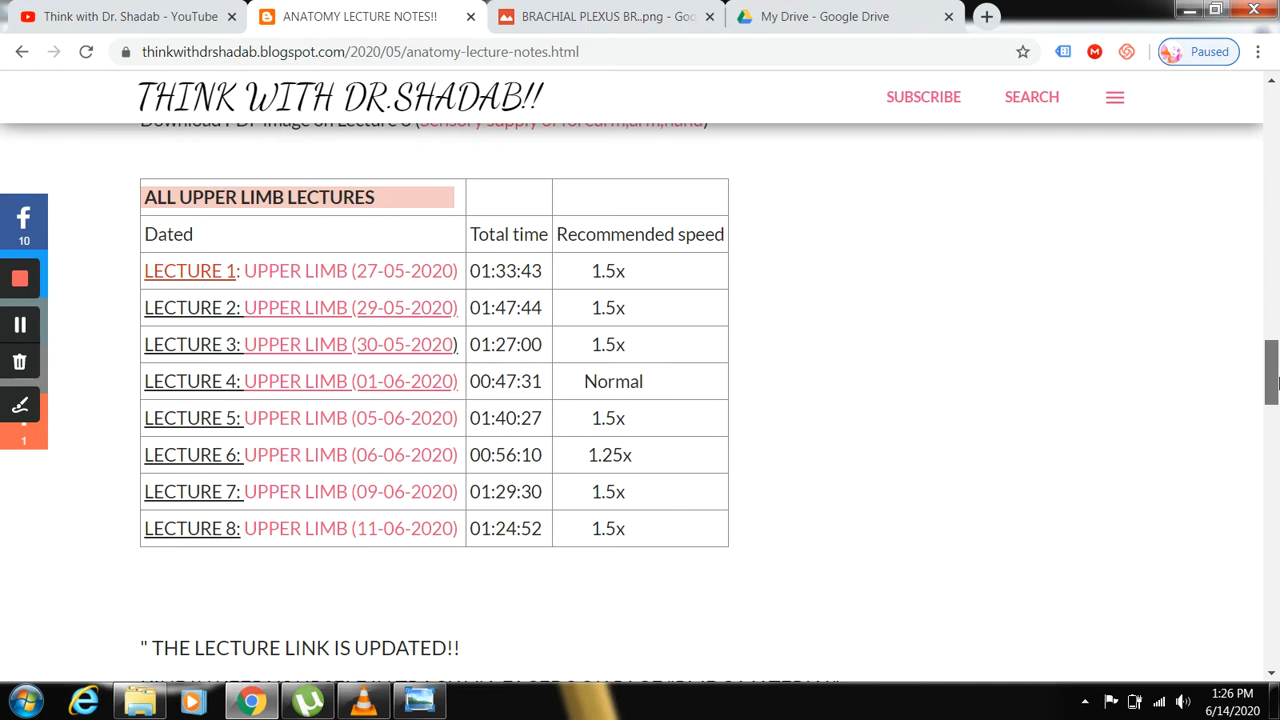 Think with Dr. Shadab - YouTube
ANATOMY LECTURE NOTES!!
BRACHIAL PLEXUS BR..png - Go
My Drive - Google Drive
thinkwithdrshadab.blogspot.com/2020/05/anatomy-lecture-notes.html
Paused
THINK WITH DR.SHADAB!!
SUBSCRIBE
SEARCH
10
1
ALL UPPER LIMB LECTURES
Dated Total time Recommended speed
LECTURE 1: UPPER LIMB (27-05-2020) 01:33:43 1.5x
LECTURE 2: UPPER LIMB (29-05-2020) 01:47:44 1.5x
LECTURE 3: UPPER LIMB (30-05-2020) 01:27:00 1.5x
LECTURE 4: UPPER LIMB (01-06-2020) 00:47:31 Normal
LECTURE 5: UPPER LIMB (05-06-2020) 01:40:27 1.5x
LECTURE 6: UPPER LIMB (06-06-2020) 00:56:10 1.25x
LECTURE 7: UPPER LIMB (09-06-2020) 01:29:30 1.5x
LECTURE 8: UPPER LIMB (11-06-2020) 01:24:52 1.5x
" THE LECTURE LINK IS UPDATED!!
1:26 PM
6/14/2020